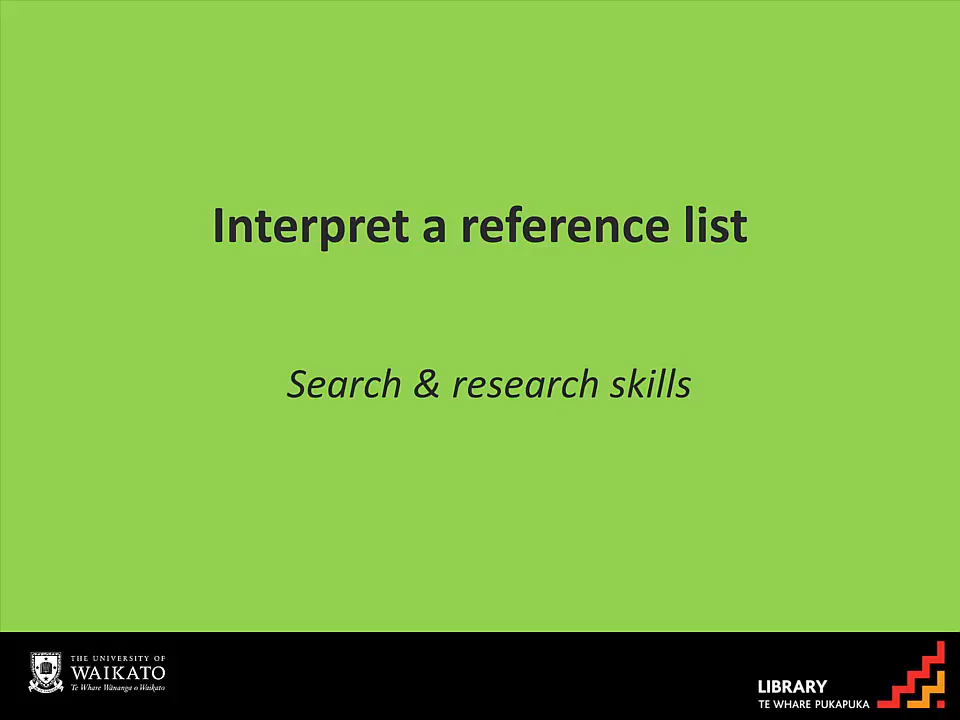 Interpret a reference list
Search & research skills
THE UNIVERSITY OF
WAIKATO
Te Whare Wānanga o Waikato
LIBRARY
TE WHARE PUKAPUKA